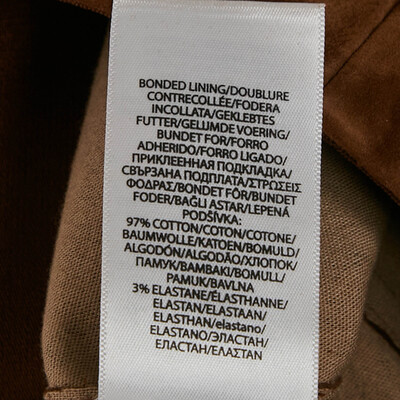 BONDED LINING/DOUBLURE
CONTRECOLLÉE/FODERA
INCOLLATA/GEKLEBTES
FUTTER/GELIJMDE VOERING/
BUNDET FOR/FORRO
ADHERIDO/FORRO LIGADO/
ПРИКЛЕЕННАЯ ПОДКЛАДКА/
СВЪРЗАНА ПОДПЛАТА/ΣΤΡΩΣΕΙΣ
ΦΟΔΡΑΣ/BONDET FÔR/BUNDET
FODER/BAĞLI ASTAR/LEPENÁ
PODŠÍVKA:
97% COTTON/COTON/COTONE/
BAUMWOLLE/KATOEN/BOMULD/
ALGODÓN/ALGODÃO/ХЛОПОК/
ПАМУК/ΒΑΜΒΑΚΙ/BOMULL/
PAMUK/BAVLNA
3% ELASTANE/ÉLASTHANNE/
ELASTAN/ELASTAAN/
ELASTHAN/elastano/
ELASTANO/ЭЛАСТАН/
ЕЛАСТАН/ΕΛΑΣΤΑΝ